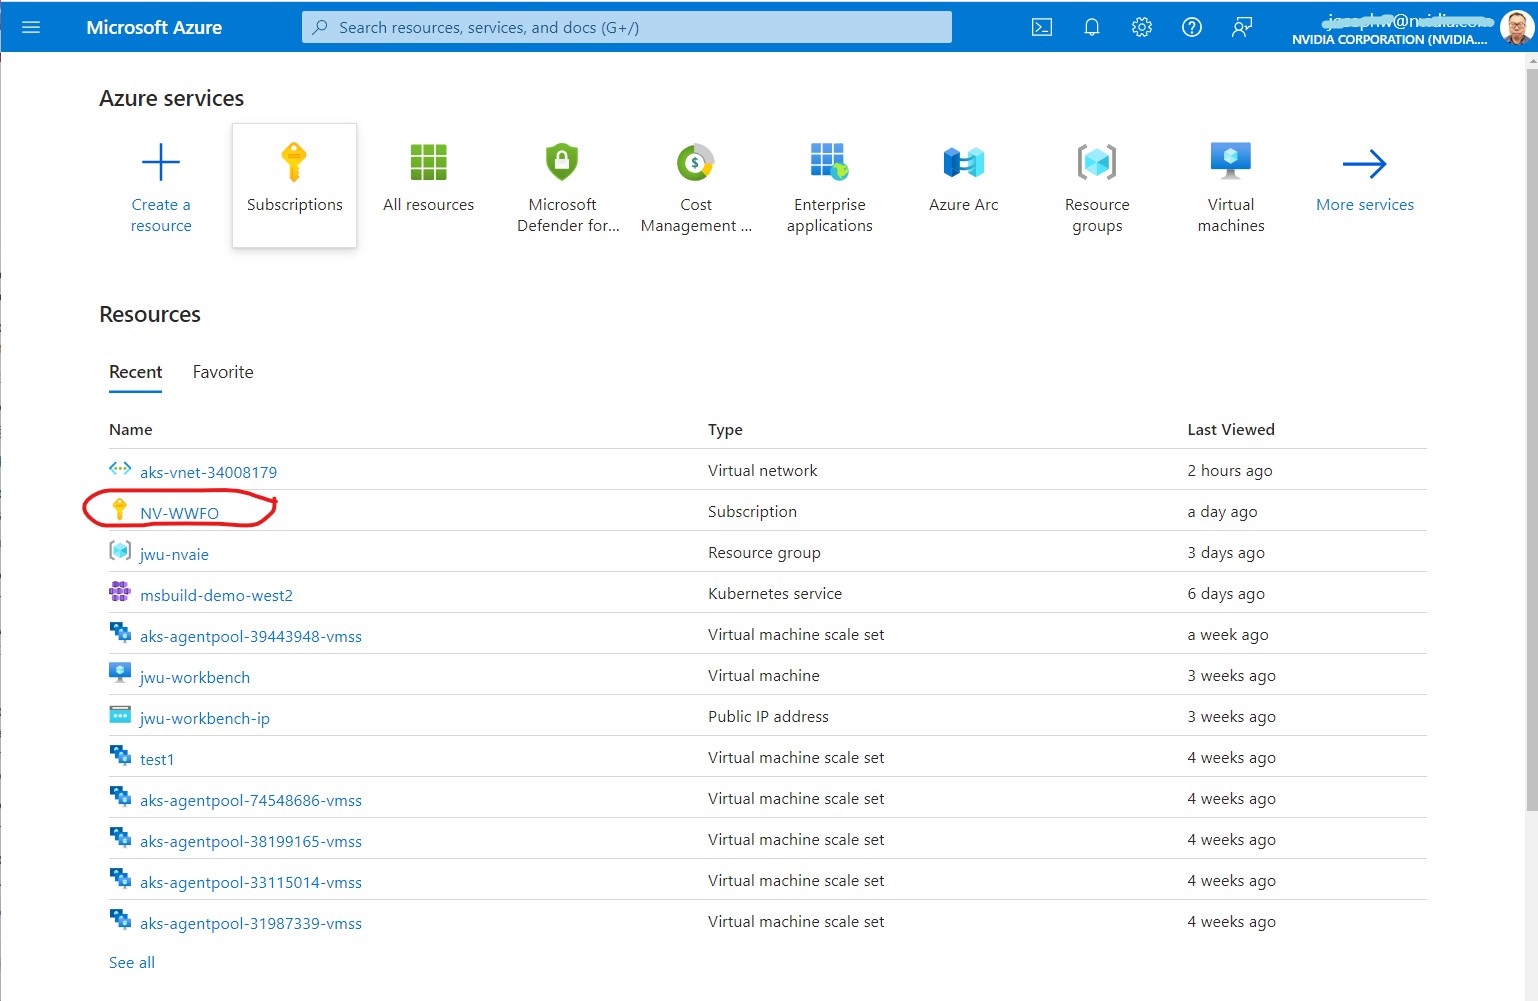 Microsoft Azure
Search resources, services, and docs (G+/)
NVIDIA CORPORATION (NVIDIA....
Azure services
Create a
resource
Subscriptions
All resources
Microsoft
Defender for...
Cost
Management ...
Enterprise
applications
Azure Arc
Resource
groups
Virtual
machines
More services
Resources
Recent Favorite
Name Type Last Viewed
aks-vnet-34008179 Virtual network 2 hours ago
NV-WWFO Subscription a day ago
jwu-nvaie Resource group 3 days ago
msbuild-demo-west2 Kubernetes service 6 days ago
aks-agentpool-39443948-vmss Virtual machine scale set a week ago
jwu-workbench Virtual machine 3 weeks ago
jwu-workbench-ip Public IP address 3 weeks ago
test1 Virtual machine scale set 4 weeks ago
aks-agentpool-74548686-vmss Virtual machine scale set 4 weeks ago
aks-agentpool-38199165-vmss Virtual machine scale set 4 weeks ago
aks-agentpool-33115014-vmss Virtual machine scale set 4 weeks ago
aks-agentpool-31987339-vmss Virtual machine scale set 4 weeks ago
See all